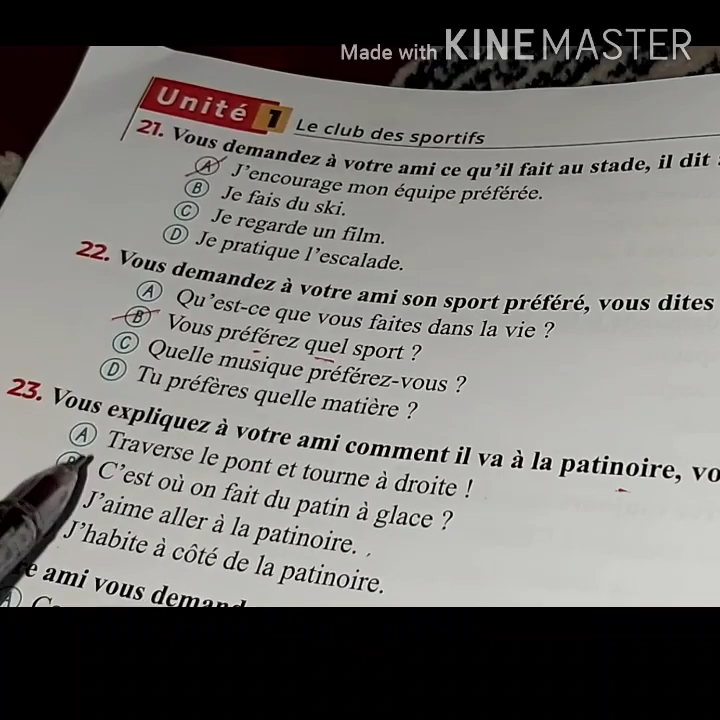 Made with KINEMASTER
Unité 1 Le club des sportifs
21. Vous demandez à votre ami ce qu'il fait au stade, il dit
A J'encourage mon équipe préférée.
B Je fais du ski.
C Je regarde un film.
D Je pratique l'escalade.
22. Vous demandez à votre ami son sport préféré, vous dites
A Qu'est-ce que vous faites dans la vie ?
B Vous préférez quel sport ?
C Quelle musique préférez-vous ?
D Tu préfères quelle matière ?
23. Vous expliquez à votre ami comment il va à la patinoire, vo
A Traverse le pont et tourne à droite !
B C'est où on fait du patin à glace ?
J'aime aller à la patinoire.
J'habite à côté de la patinoire.
re ami vous demand
A